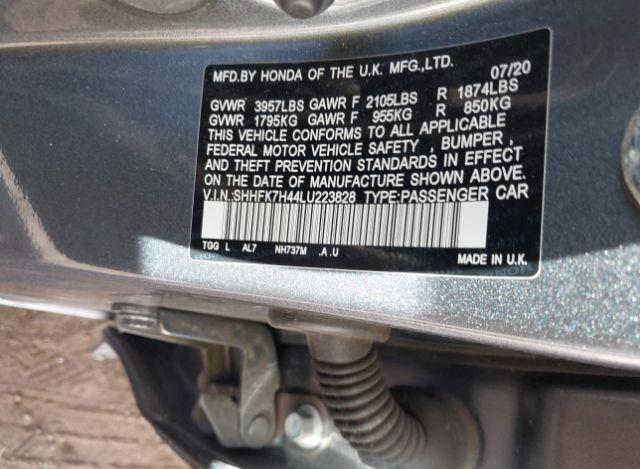 MFD.BY HONDA OF THE U.K. MFG.,LTD. 07/20
GVWR 3957LBS GAWR F 2105LBS R 1874LBS
GVWR 1795KG GAWR F 955KG R 850KG
THIS VEHICLE CONFORMS TO ALL APPLICABLE
FEDERAL MOTOR VEHICLE SAFETY , BUMPER ,
AND THEFT PREVENTION STANDARDS IN EFFECT
ON THE DATE OF MANUFACTURE SHOWN ABOVE.
V.I.N.:SHHFK7H44LU223828 TYPE:PASSENGER CAR
TGG L AL7 NH737M .A.U MADE IN U.K.